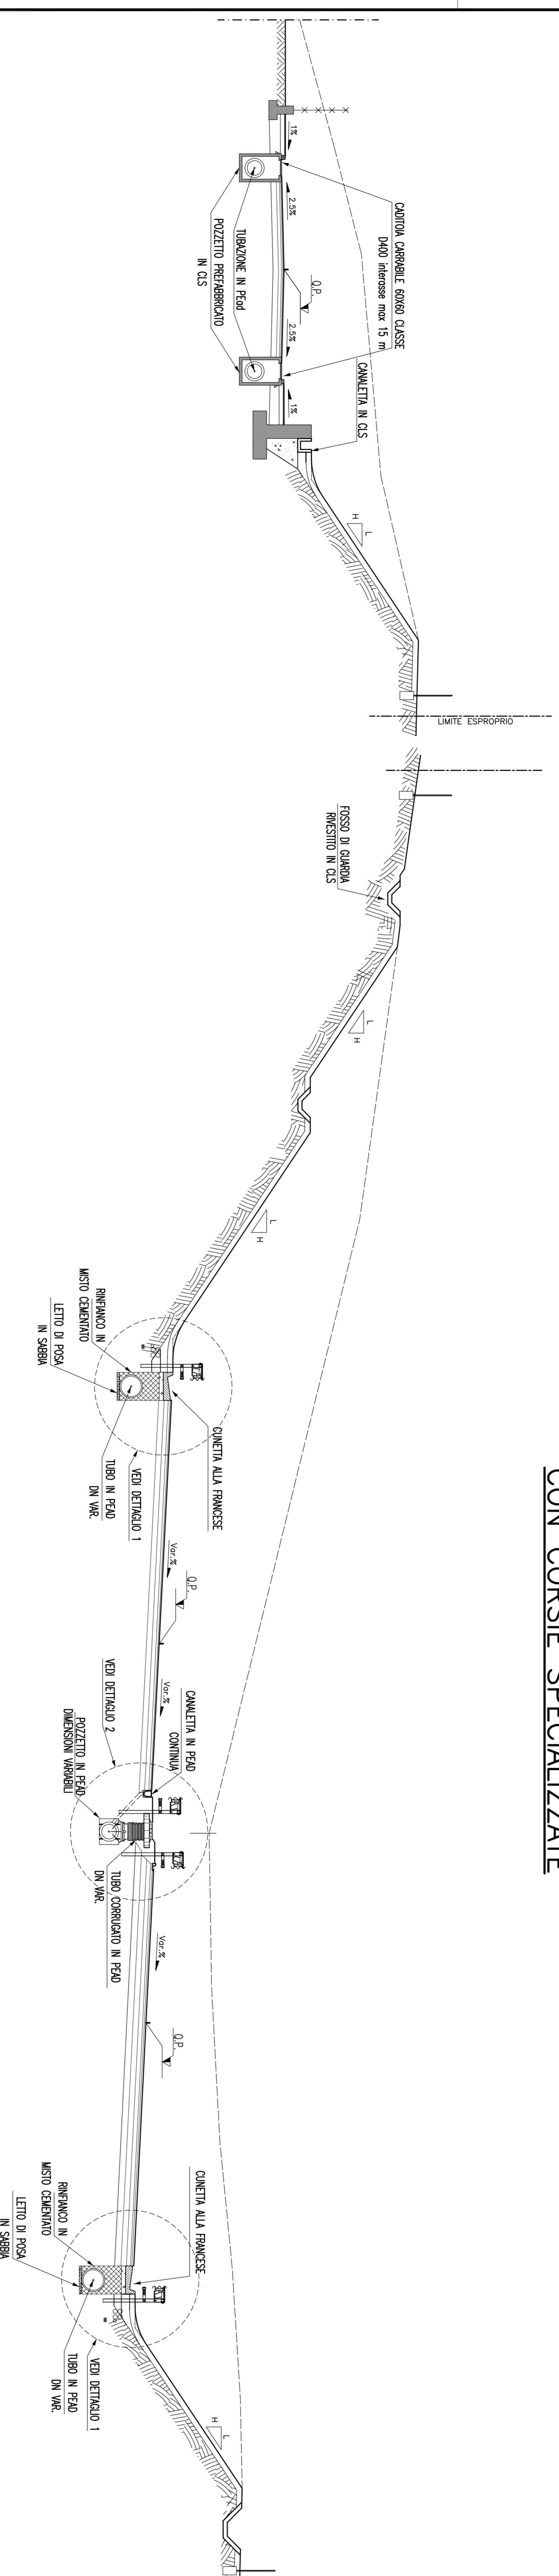 CON CORSIE SPECIALIZZATE
1%
2.5%
CADITOIA CARRABILE 60X60 CLASSE
D400 interasse max 15 m
TUBAZIONE IN PEad
POZZETTO PREFABBRICATO
IN CLS
Q.P.
2.5%
1%
CANALETTA IN CLS
H
L
LIMITE ESPROPRIO
FOSSO DI GUARDIA
RIVESTITO IN CLS
L
H
L
H
RINFIANCO IN
MISTO CEMENTATO
LETTO DI POSA
IN SABBIA
CUNETTA ALLA FRANCESE
VEDI DETTAGLIO 1
TUBO IN PEAD
DN VAR.
Var.%
Q.P.
Var.%
VEDI DETTAGLIO 2
POZZETTO IN PEAD
DIMENSIONI VARIABILI
CANALETTA IN PEAD
CONTINUA
TUBO CORRUGATO IN PEAD
DN VAR.
Var.%
Q.P.
RINFIANCO IN
MISTO CEMENTATO
LETTO DI POSA
IN SABBIA
CUNETTA ALLA FRANCESE
VEDI DETTAGLIO 1
TUBO IN PEAD
DN VAR.
H
L